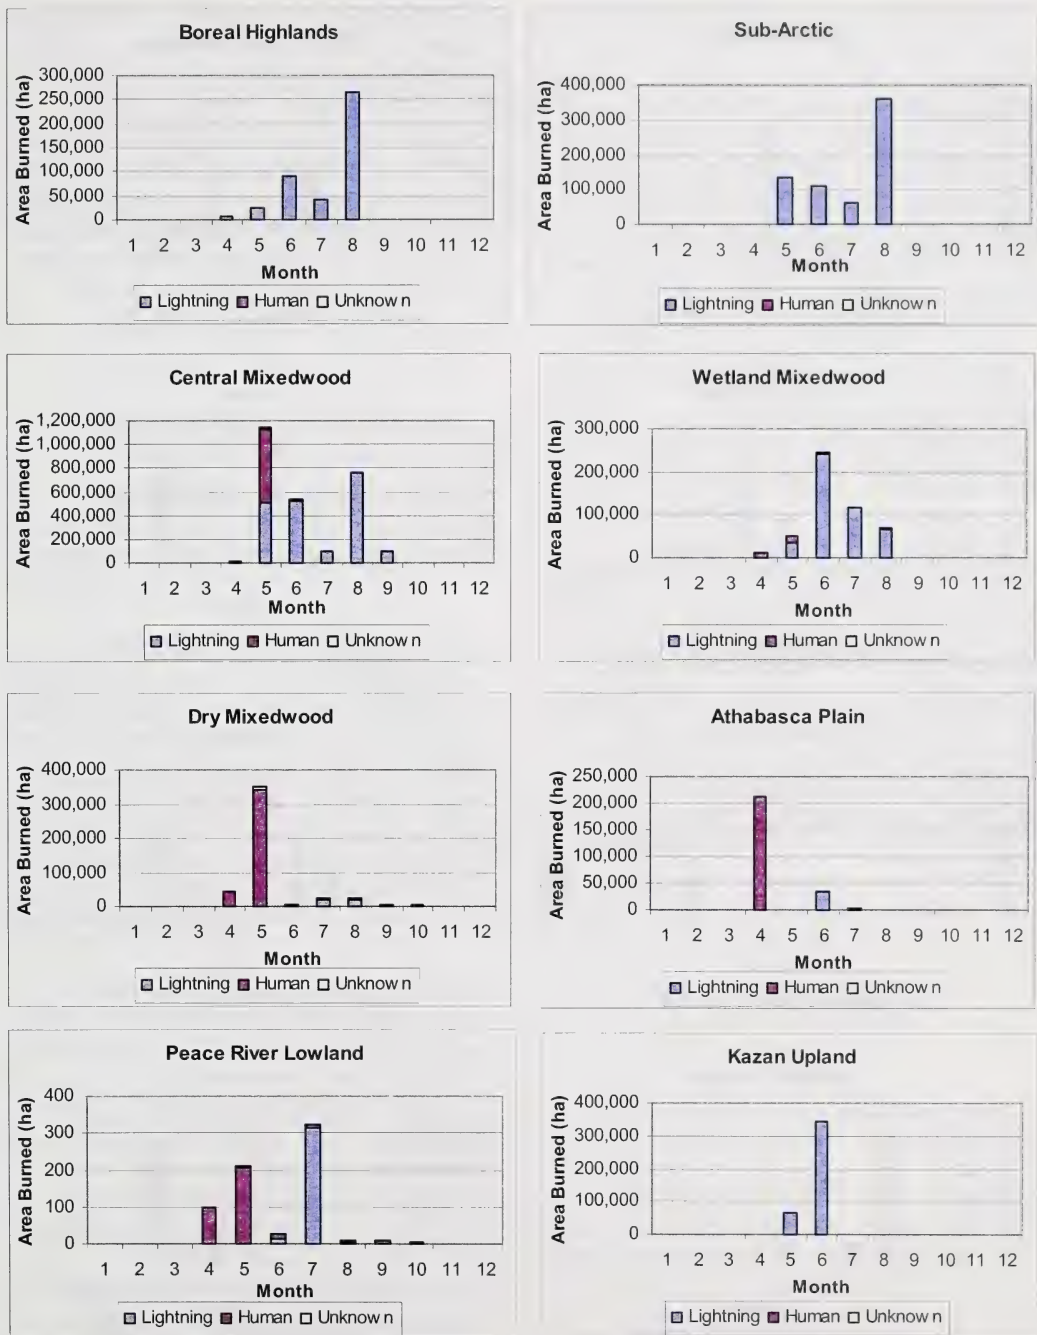 Boreal Highlands
Area Burned (ha)
300,000
250,000
200,000
150,000
100,000
50,000
0
1 2 3 4 5 6 7 8 9 10 11 12
Month
Lightning Human Unknow n
Sub-Arctic
Area Burned (ha)
400,000
300,000
200,000
100,000
0
1 2 3 4 5 6 7 8 9 10 11 12
Month
Lightning Human Unknow n
Central Mixedwood
Area Burned (ha)
1,200,000
1,000,000
800,000
600,000
400,000
200,000
0
1 2 3 4 5 6 7 8 9 10 11 12
Month
Lightning Human Unknow n
Wetland Mixedwood
Area Burned (ha)
300,000
200,000
100,000
0
1 2 3 4 5 6 7 8 9 10 11 12
Month
Lightning Human Unknow n
Dry Mixedwood
Area Burned (ha)
400,000
300,000
200,000
100,000
0
1 2 3 4 5 6 7 8 9 10 11 12
Month
Lightning Human Unknow n
Athabasca Plain
Area Burned (ha)
250,000
200,000
150,000
100,000
50,000
0
1 2 3 4 5 6 7 8 9 10 11 12
Month
Lightning Human Unknow n
Peace River Lowland
Area Burned (ha)
400
300
200
100
0
1 2 3 4 5 6 7 8 9 10 11 12
Month
Lightning Human Unknow n
Kazan Upland
Area Burned (ha)
400,000
300,000
200,000
100,000
0
1 2 3 4 5 6 7 8 9 10 11 12
Month
Lightning Human Unknow n